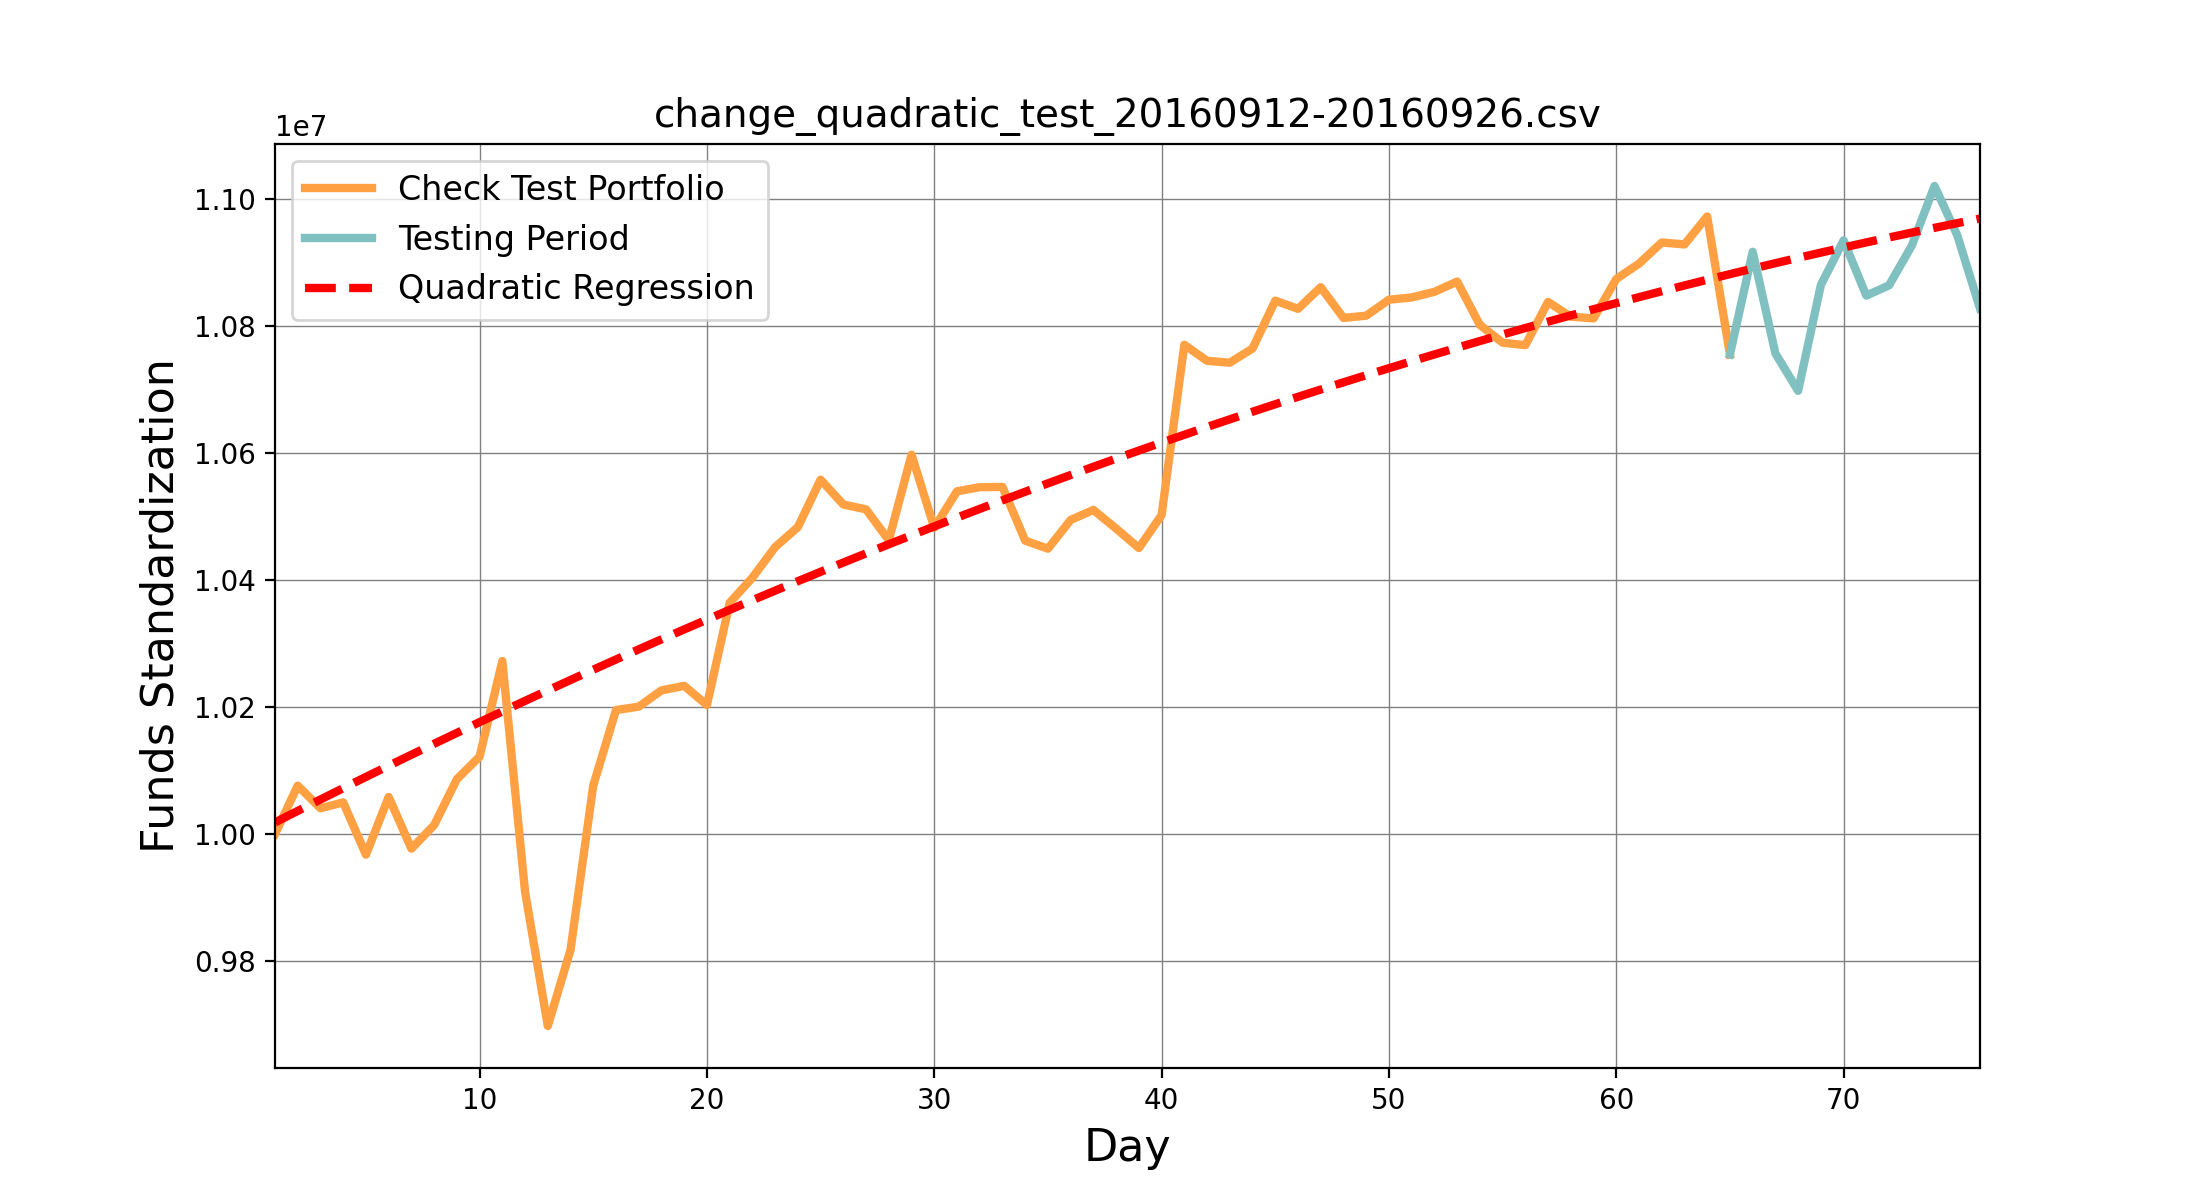 change_quadratic_test_20160912-20160926.csv
1e7
Check Test Portfolio
Testing Period
Quadratic Regression
1.10
1.08
1.06
1.04
1.02
1.00
0.98
Funds Standardization
10 20 30 40 50 60 70
Day